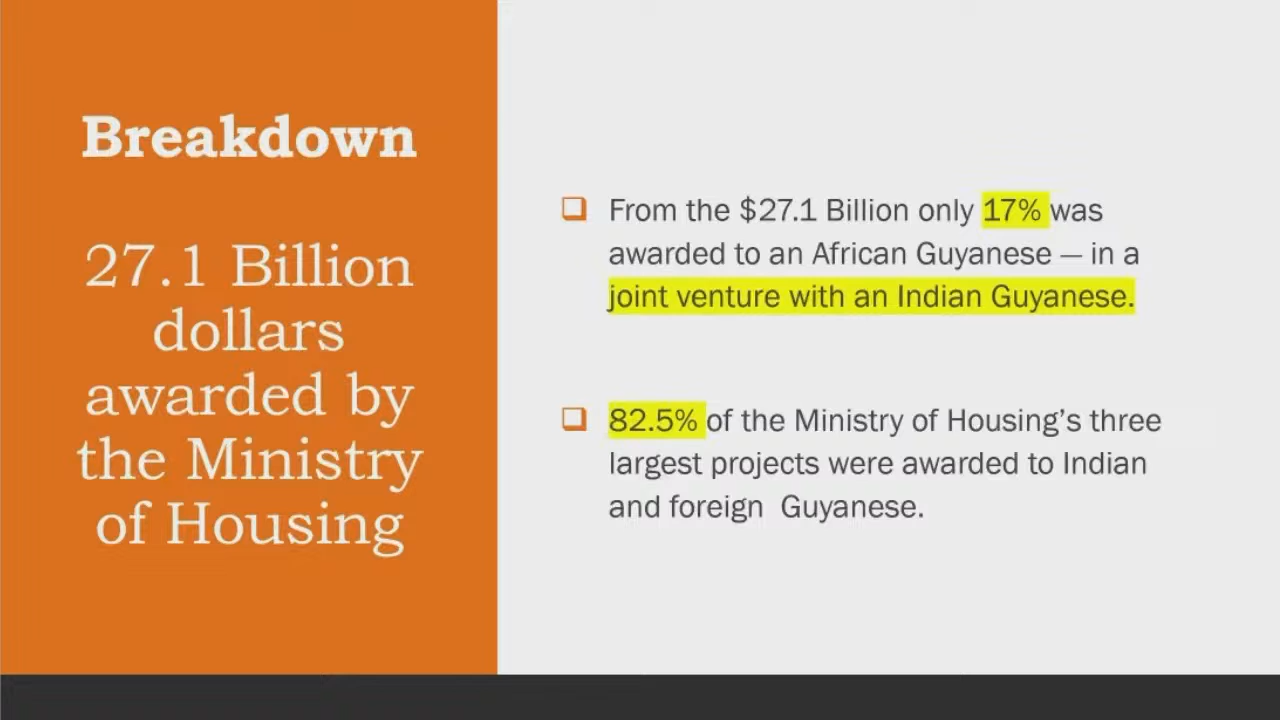 Breakdown
27.1 Billion
dollars
awarded by
the Ministry
of Housing
From the $27.1 Billion only 17% was
awarded to an African Guyanese — in a
joint venture with an Indian Guyanese.
82.5% of the Ministry of Housing’s three
largest projects were awarded to Indian
and foreign  Guyanese.